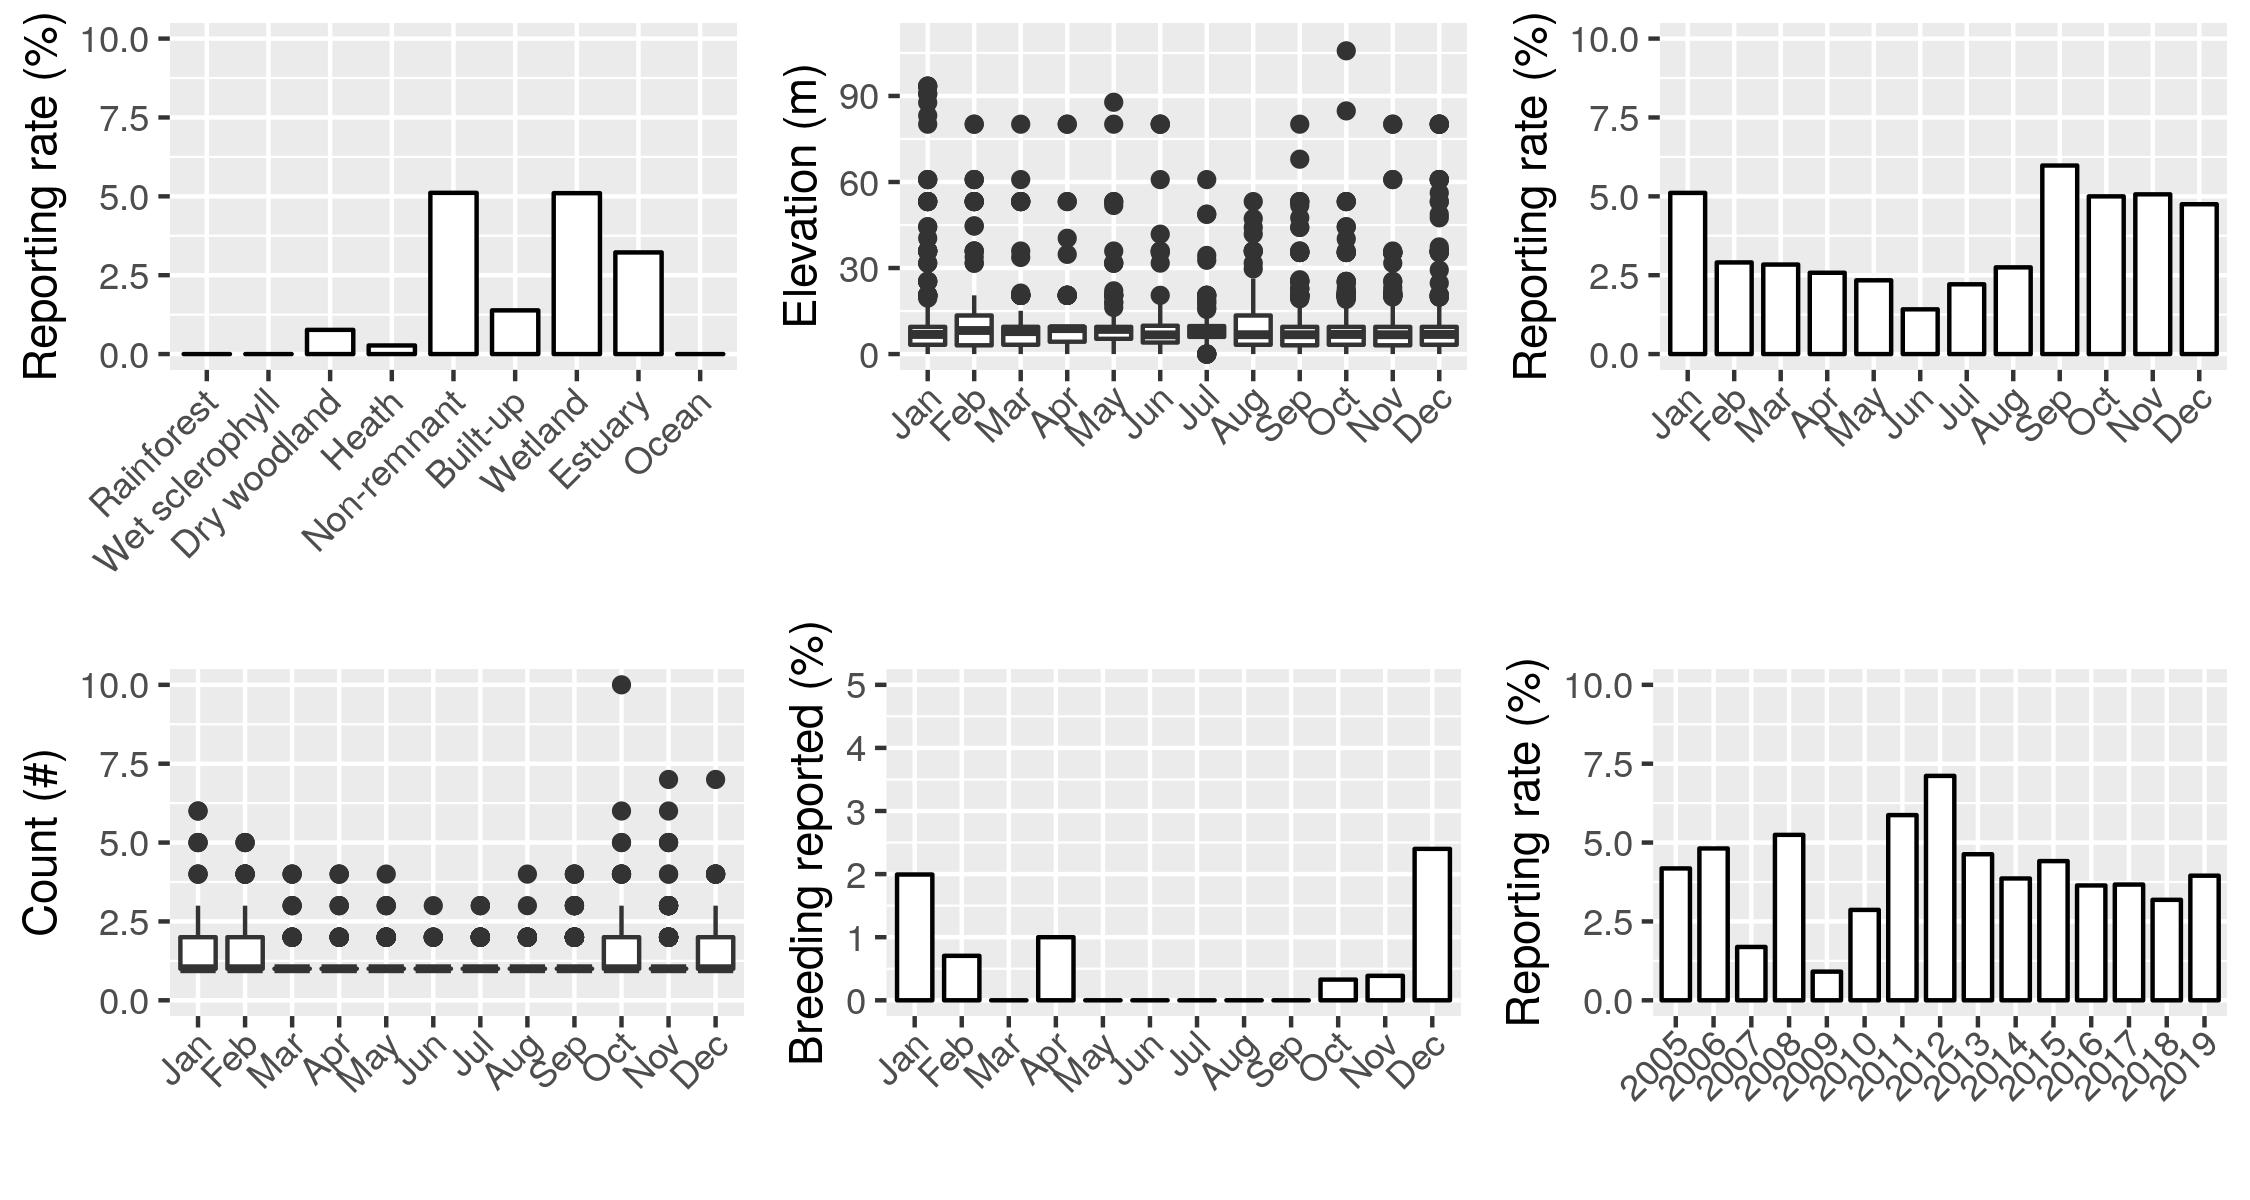 Reporting rate (%)
10.0
7.5
5.0
2.5
0.0
Rainforest
Wet sclerophyll
Dry woodland
Heath
Non-remnant
Built-up
Wetland
Estuary
Ocean
Elevation (m)
90
60
30
0
Jan
Feb
Mar
Apr
May
Jun
Jul
Aug
Sep
Oct
Nov
Dec
Reporting rate (%)
10.0
7.5
5.0
2.5
0.0
Jan
Feb
Mar
Apr
May
Jun
Jul
Aug
Sep
Oct
Nov
Dec
Count (#)
10.0
7.5
5.0
2.5
0.0
Jan
Feb
Mar
Apr
May
Jun
Jul
Aug
Sep
Oct
Nov
Dec
Breeding reported (%)
5
4
3
2
1
0
Jan
Feb
Mar
Apr
May
Jun
Jul
Aug
Sep
Oct
Nov
Dec
Reporting rate (%)
10.0
7.5
5.0
2.5
0.0
2005
2006
2007
2008
2009
2010
2011
2012
2013
2014
2015
2016
2017
2018
2019